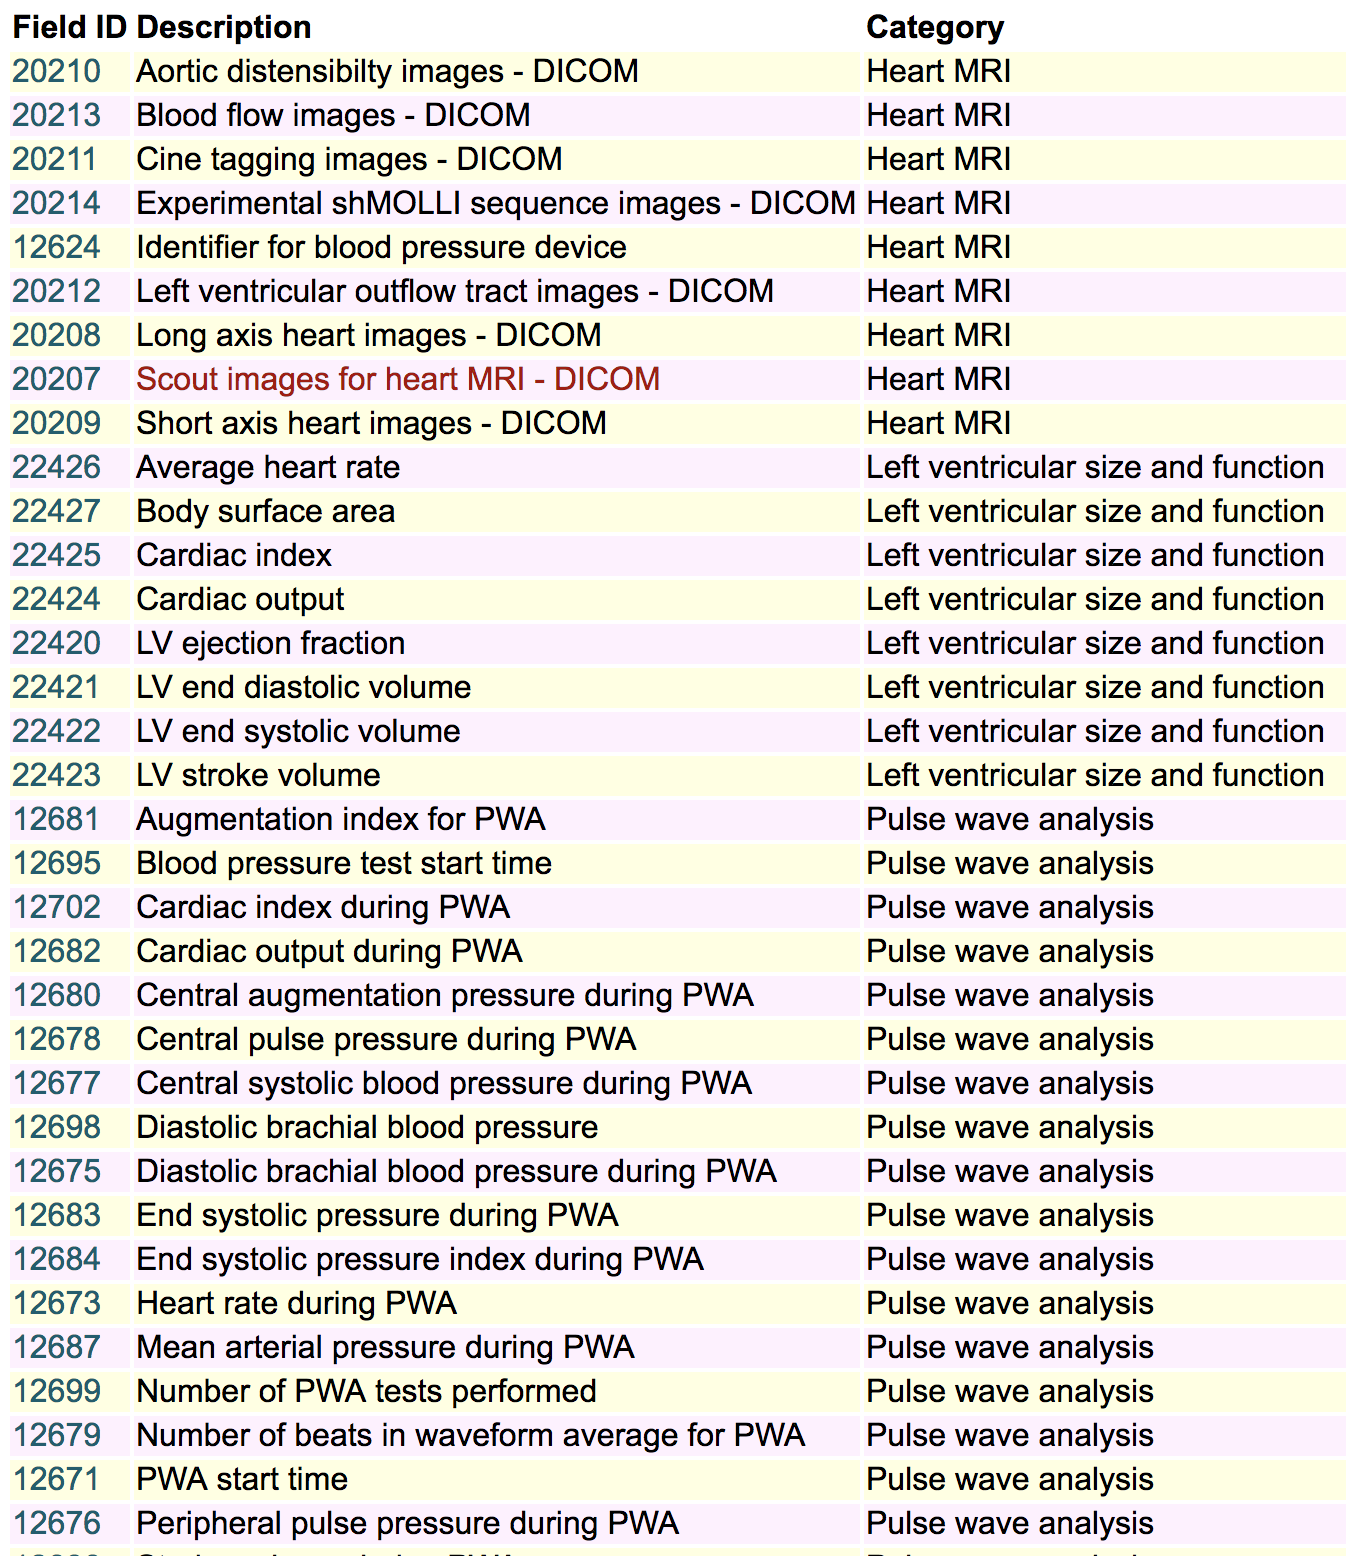 Field ID Description Category
20210 Aortic distensibilty images - DICOM Heart MRI
20213 Blood flow images - DICOM Heart MRI
20211 Cine tagging images - DICOM Heart MRI
20214 Experimental shMOLLI sequence images - DICOM Heart MRI
12624 Identifier for blood pressure device Heart MRI
20212 Left ventricular outflow tract images - DICOM Heart MRI
20208 Long axis heart images - DICOM Heart MRI
20207 Scout images for heart MRI - DICOM Heart MRI
20209 Short axis heart images - DICOM Heart MRI
22426 Average heart rate Left ventricular size and function
22427 Body surface area Left ventricular size and function
22425 Cardiac index Left ventricular size and function
22424 Cardiac output Left ventricular size and function
22420 LV ejection fraction Left ventricular size and function
22421 LV end diastolic volume Left ventricular size and function
22422 LV end systolic volume Left ventricular size and function
22423 LV stroke volume Left ventricular size and function
12681 Augmentation index for PWA Pulse wave analysis
12695 Blood pressure test start time Pulse wave analysis
12702 Cardiac index during PWA Pulse wave analysis
12682 Cardiac output during PWA Pulse wave analysis
12680 Central augmentation pressure during PWA Pulse wave analysis
12678 Central pulse pressure during PWA Pulse wave analysis
12677 Central systolic blood pressure during PWA Pulse wave analysis
12698 Diastolic brachial blood pressure Pulse wave analysis
12675 Diastolic brachial blood pressure during PWA Pulse wave analysis
12683 End systolic pressure during PWA Pulse wave analysis
12684 End systolic pressure index during PWA Pulse wave analysis
12673 Heart rate during PWA Pulse wave analysis
12687 Mean arterial pressure during PWA Pulse wave analysis
12699 Number of PWA tests performed Pulse wave analysis
12679 Number of beats in waveform average for PWA Pulse wave analysis
12671 PWA start time Pulse wave analysis
12676 Peripheral pulse pressure during PWA Pulse wave analysis